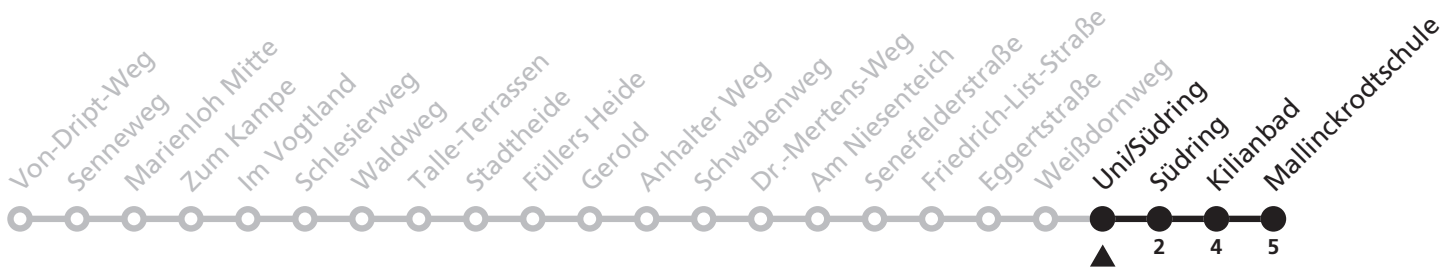 Von-Dript-Weg
Senneweg
Marienloh Mitte
Zum Kampe
Im Vogtland
Schlesierweg
Waldweg
Talle-Terrassen
Stadtheide
Füllers Heide
Gerold
Anhalter Weg
Schwabenweg
Dr.-Mertens-Weg
Am Niesenteich
Senefelderstraße
Friedrich-List-Straße
Eggertstraße
Weißdornweg
Uni/Südring
Südring
Kilianbad
Mallinckrodtschule
2 4 5